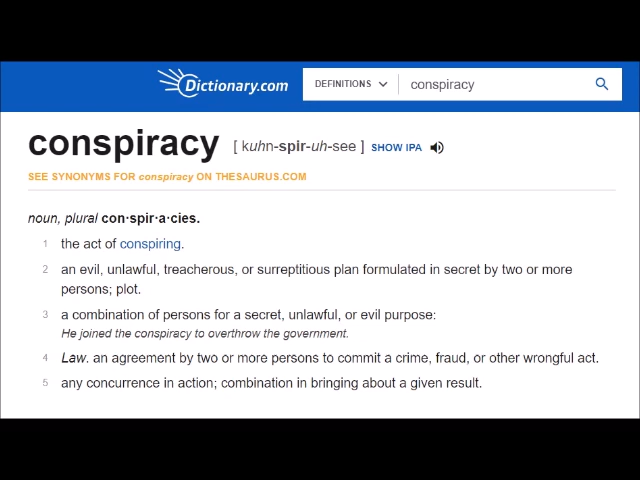 Dictionary.com
DEFINITIONS
conspiracy
conspiracy [ kuhn-spir-uh-see ] SHOW IPA
SEE SYNONYMS FOR conspiracy ON THESAURUS.COM
noun, plural con·spir·a·cies.
1 the act of conspiring.
2 an evil, unlawful, treacherous, or surreptitious plan formulated in secret by two or more
persons; plot.
3 a combination of persons for a secret, unlawful, or evil purpose:
He joined the conspiracy to overthrow the government.
4 Law. an agreement by two or more persons to commit a crime, fraud, or other wrongful act.
5 any concurrence in action; combination in bringing about a given result.